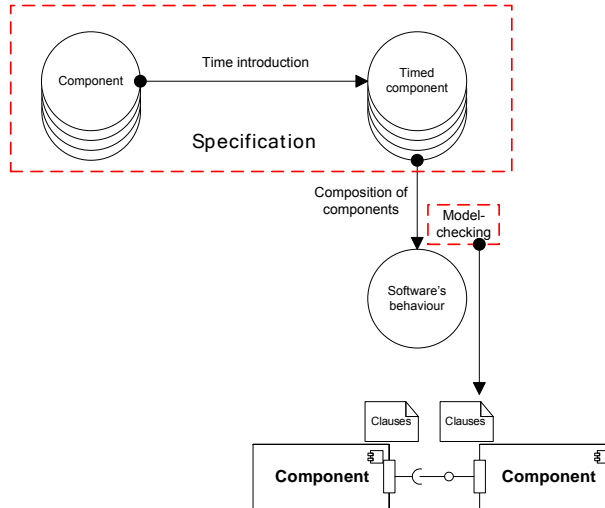 Time introduction
Component
Timed
component
Specification
Composition of
components
Model-
checking
Software's
behaviour
Clauses
Clauses
Component
Component